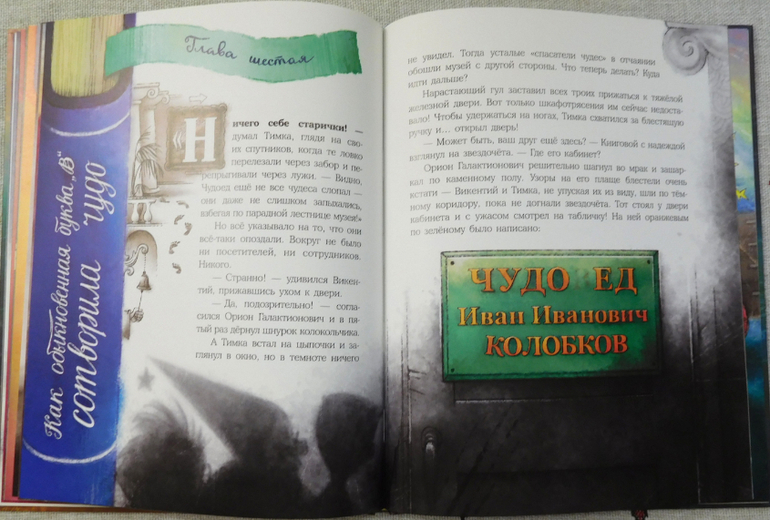 Глава шестая
Как обыкновенная буква „В“
сотворила чудо
Ничего себе старички! —
думал Тимка, глядя на сво-
их спутников, когда те ловко
перелезали через забор и пе-
репрыгивали через лужи. — Видно,
Чудоед ещё не все чудеса слопал —
они даже не слишком запыхались,
взбегая по парадной лестнице музея!»
Но всё указывало на то, что они
всё-таки опоздали. Вокруг не было
ни посетителей, ни сотрудников.
Никого.
— Странно! — удивился Викен-
тий, прижавшись ухом к двери.
— Да, подозрительно! — согла-
сился Орион Галактионович и в пя-
тый раз дёрнул шнурок колокольчика.
А Тимка встал на цыпочки и за-
глянул в окно, но в темноте ничего
не увидел. Тогда усталые «спасатели чудес» в отчаянии
обошли музей с другой стороны. Что теперь делать? Куда
идти дальше?
Нарастающий гул заставил всех троих прижаться к тяжёлой
железной двери. Вот только шкафотрясения им сейчас недоста-
вало! Чтобы удержаться на ногах, Тимка схватился за блестящую
ручку и... открыл дверь!
— Может быть, ваш друг ещё здесь? — Книговой с надеждой
взглянул на звездочёта. — Где его кабинет?
Орион Галактионович решительно шагнул во мрак и зашар-
кал по каменному полу. Узоры на его плаще блестели очень
кстати — Викентий и Тимка, не упуская их из виду, шли по тём-
ному коридору, пока не догнали звездочёта. Тот стоял у двери
кабинета и с ужасом смотрел на табличку! На ней оранжевым
по зелёному было написано:
ЧУДО ЕД
Иван Иванович
КОЛОБКОВ